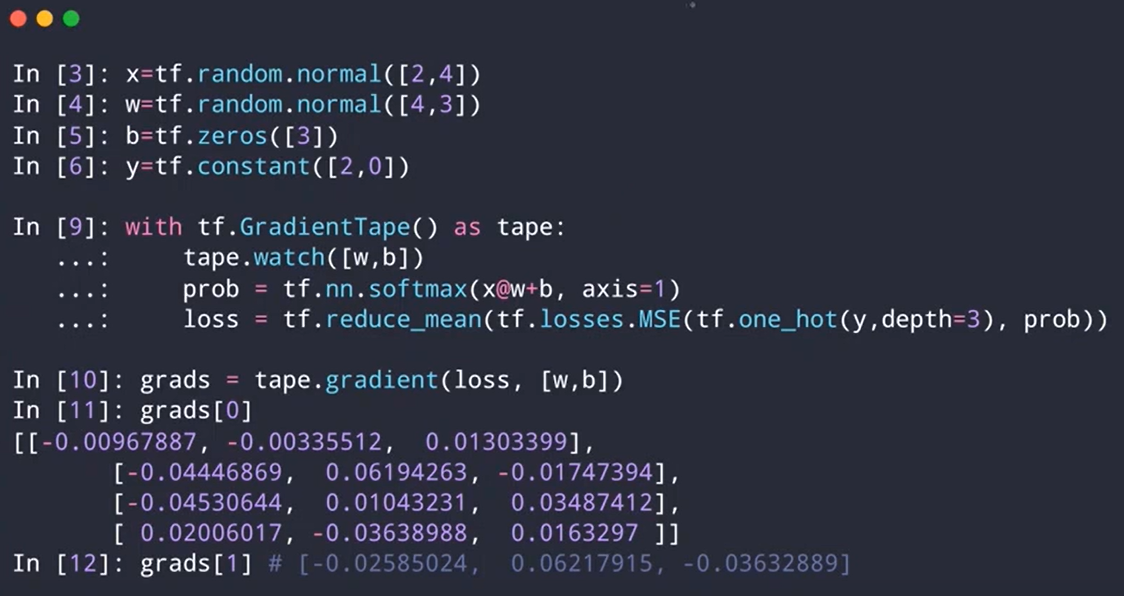 In [3]: x=tf.random.normal([2,4])
In [4]: w=tf.random.normal([4,3])
In [5]: b=tf.zeros([3])
In [6]: y=tf.constant([2,0])
In [9]: with tf.GradientTape() as tape:
   ...:     tape.watch([w,b])
   ...:     prob = tf.nn.softmax(x@w+b, axis=1)
   ...:     loss = tf.reduce_mean(tf.losses.MSE(tf.one_hot(y,depth=3), prob))
In [10]: grads = tape.gradient(loss, [w,b])
In [11]: grads[0]
[[-0.00967887, -0.00335512,  0.01303399],
       [-0.04446869,  0.06194263, -0.01747394],
       [-0.04530644,  0.01043231,  0.03487412],
       [ 0.02006017, -0.03638988,  0.0163297 ]]
In [12]: grads[1] # [-0.02585024,  0.06217915, -0.03632889]